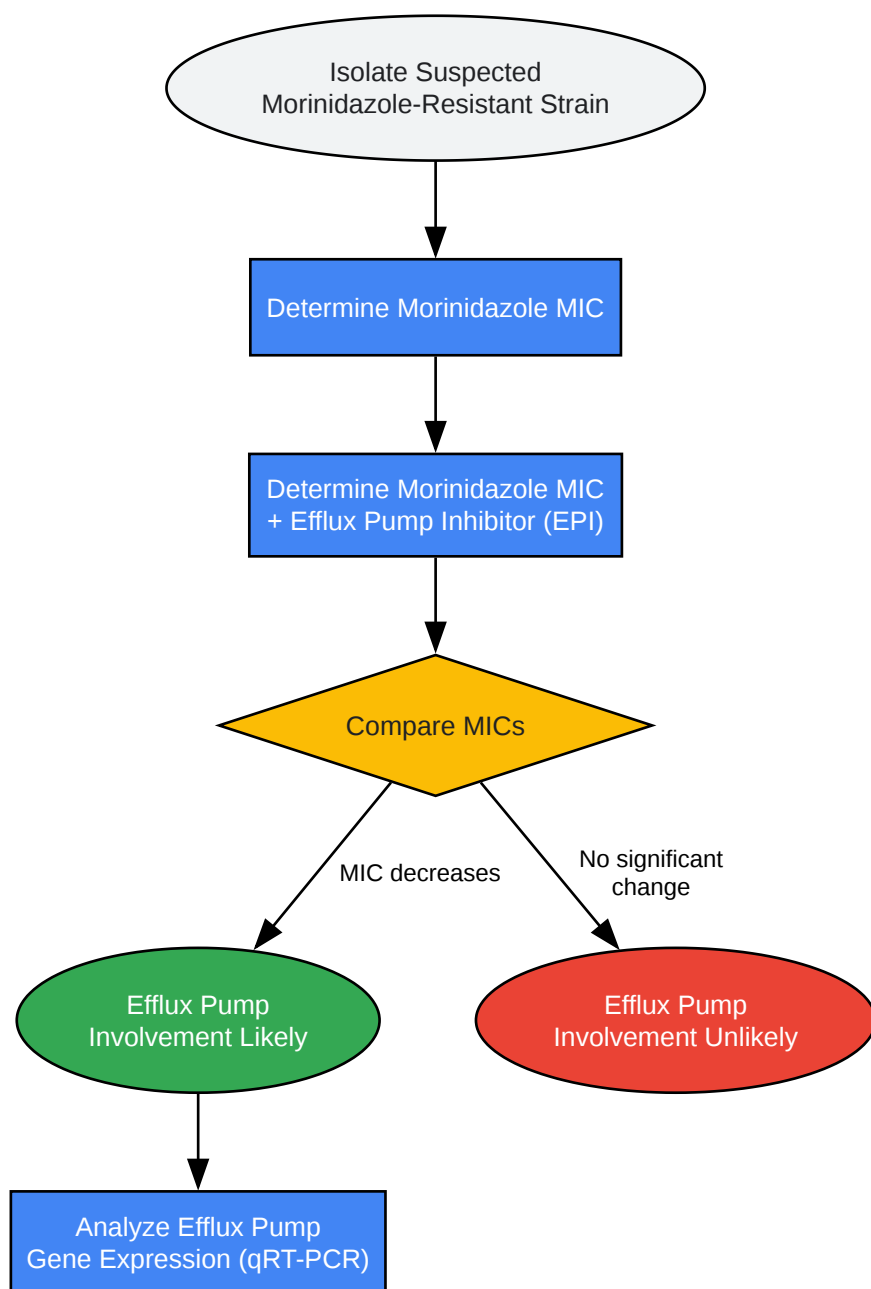 Isolate Suspected
Morinidazole-Resistant Strain
Determine Morinidazole MIC
Determine Morinidazole MIC
+ Efflux Pump Inhibitor (EPI)
Compare MICs
MIC decreases
No significant
change
Efflux Pump
Involvement Likely
Efflux Pump
Involvement Unlikely
Analyze Efflux Pump
Gene Expression (qRT-PCR)